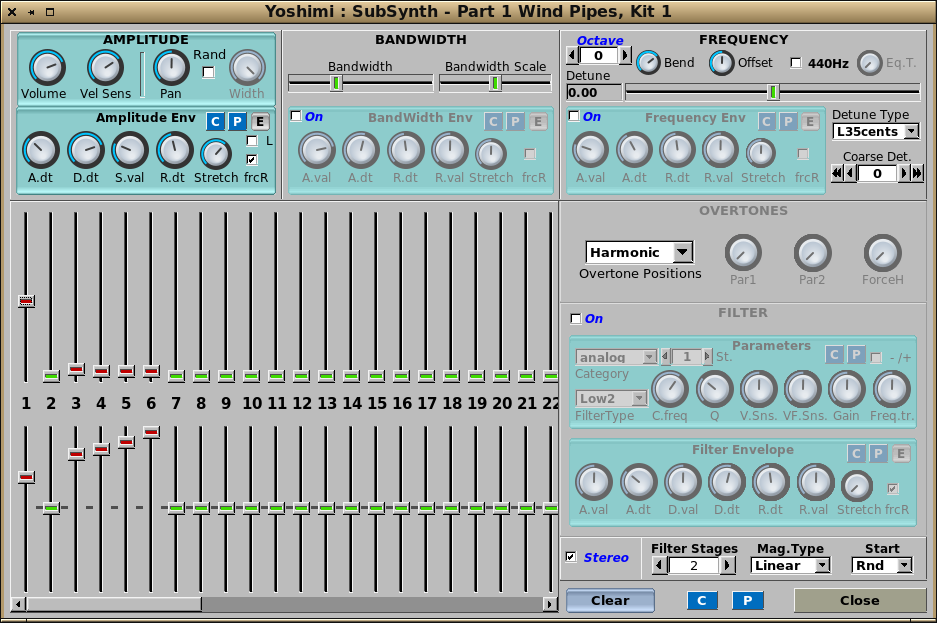 Yoshimi : SubSynth - Part 1 Wind Pipes, Kit 1
AMPLITUDE
Rand
Volume Vel Sens Pan Width
Amplitude Env C P E
L
A.dt D.dt S.val R.dt Stretch frcR
BANDWIDTH
Bandwidth Bandwidth Scale
On BandWidth Env C P E
A.val A.dt R.dt R.val Stretch frcR
Octave FREQUENCY
0 Bend Offset 440Hz Eq.T.
Detune
0.00
On Frequency Env C P E
A.val A.dt R.dt R.val Stretch frcR
Detune Type
L35cents
Coarse Det.
0
1 2 3 4 5 6 7 8 9 10 11 12 13 14 15 16 17 18 19 20 21 22
OVERTONES
Harmonic
Overtone Positions
Par1 Par2 ForceH
FILTER
On
Parameters
analog 1 St. C P - /+
Category
Low2
FilterType C.freq Q V.Sns. VF.Sns. Gain Freq.tr.
Filter Envelope C P E
A.val A.dt D.val D.dt R.dt R.val Stretch frcR
Stereo
Filter Stages Mag.Type Start
2 Linear Rnd
Clear C P Close